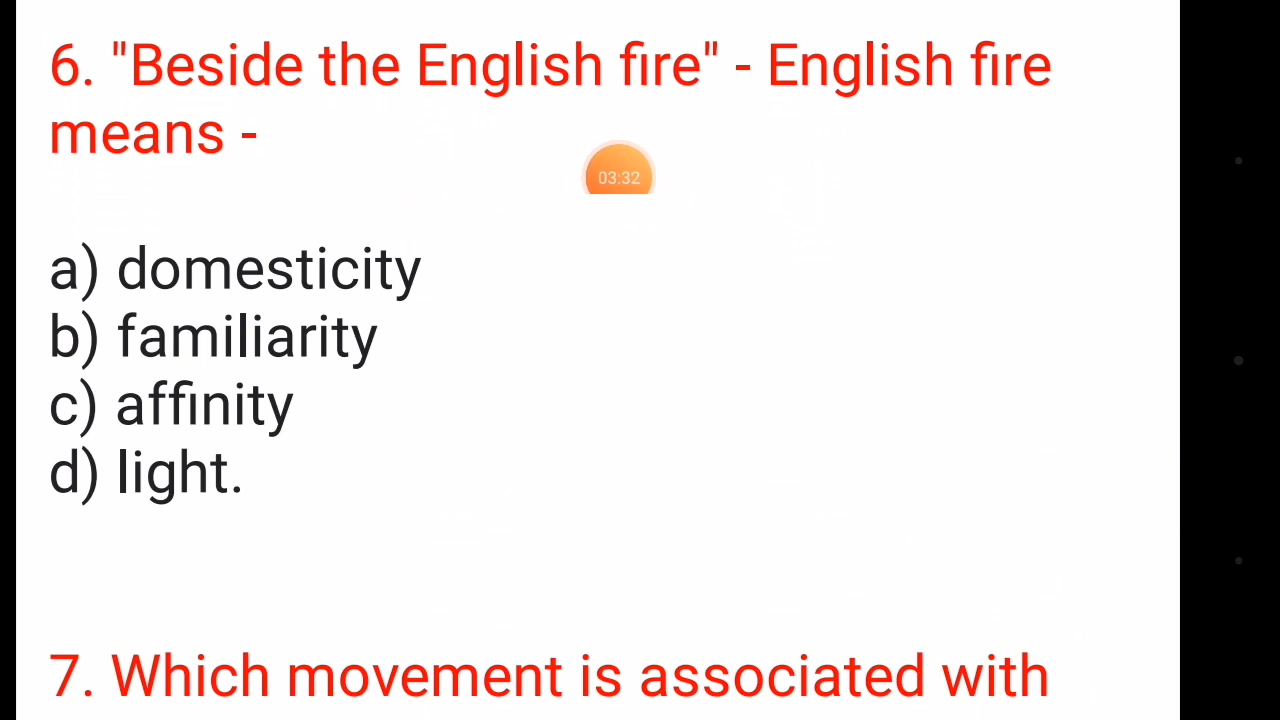 6. "Beside the English fire" - English fire
means -
03:32
a) domesticity
b) familiarity
c) affinity
d) light.
7. Which movement is associated with